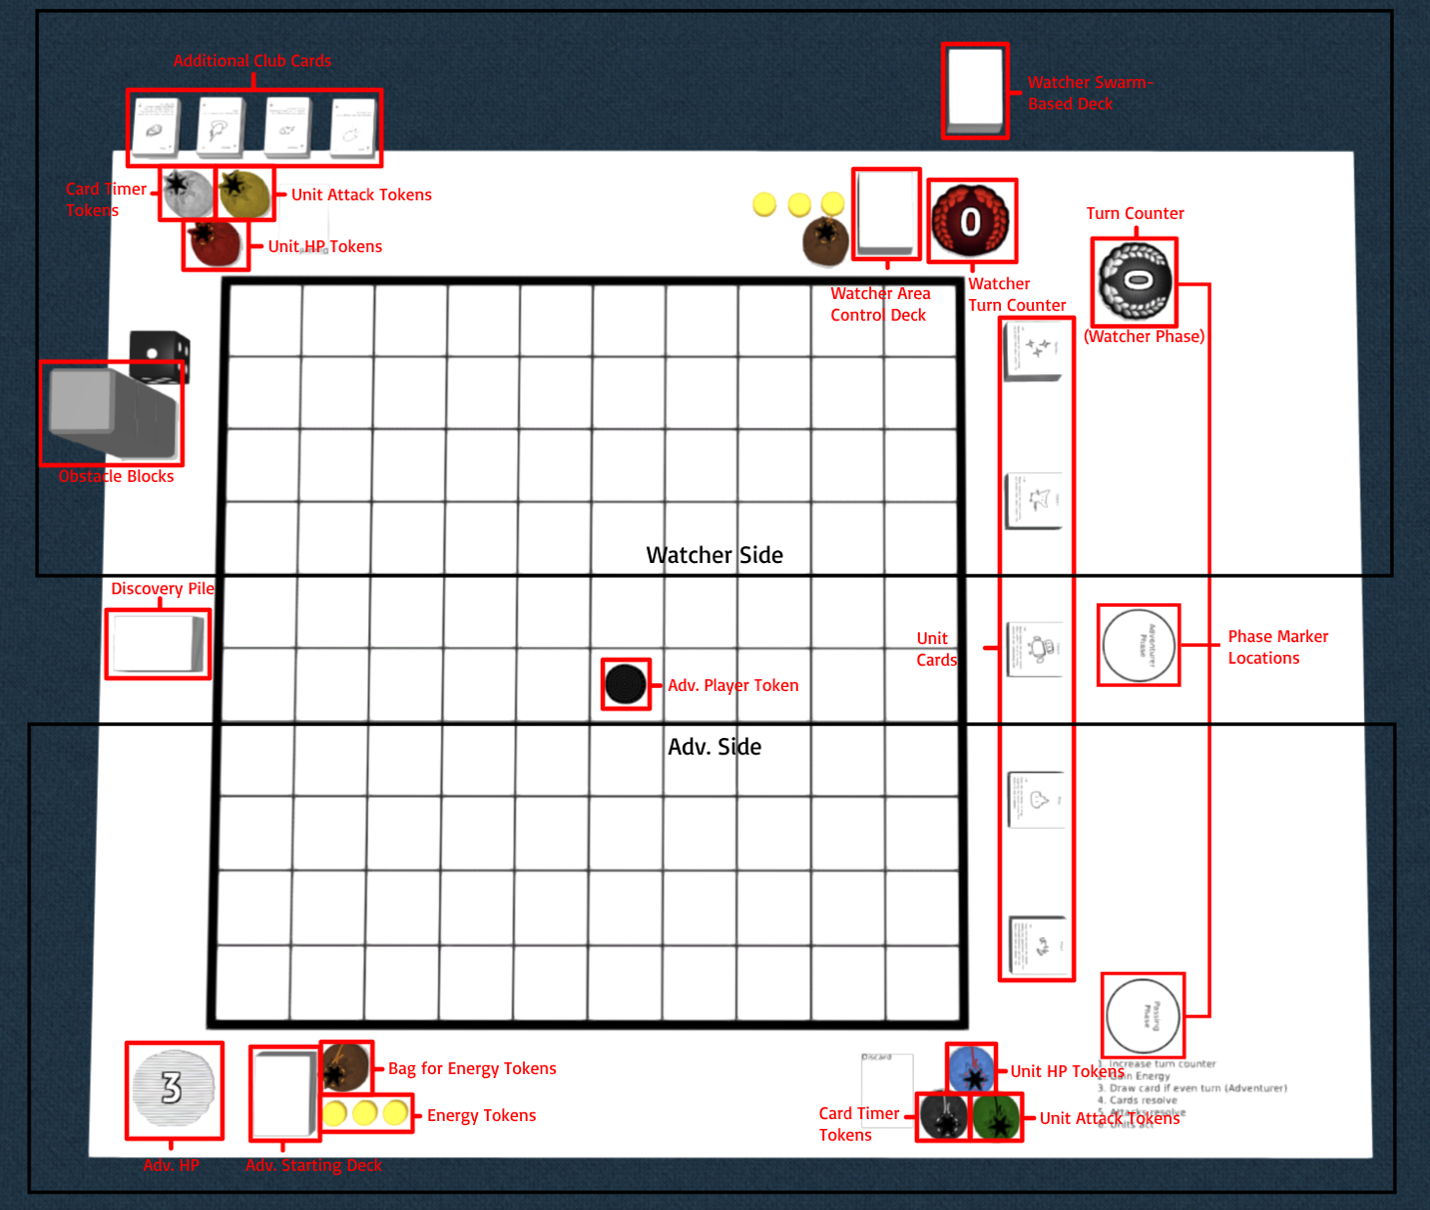 Additional Club Cards
Watcher Swarm-
Based Deck
Card Timer
Tokens
Unit Attack Tokens
Unit HP Tokens
0
Turn Counter
0
Watcher
Turn Counter
Watcher Area
Control Deck
(Watcher Phase)
Obstacle Blocks
Watcher Side
Discovery Pile
Unit
Cards
Adventurer
Phase
Phase Marker
Locations
Adv. Player Token
Adv. Side
Passing
Phase
3
Adv. HP
Adv. Starting Deck
Bag for Energy Tokens
Energy Tokens
Discard
Unit HP Tokens
Card Timer
Tokens
Unit Attack Tokens
1. Increase turn counter
2. Gain Energy
3. Draw card if even turn (Adventurer)
4. Cards resolve
5. Attacks resolve
6. Units act